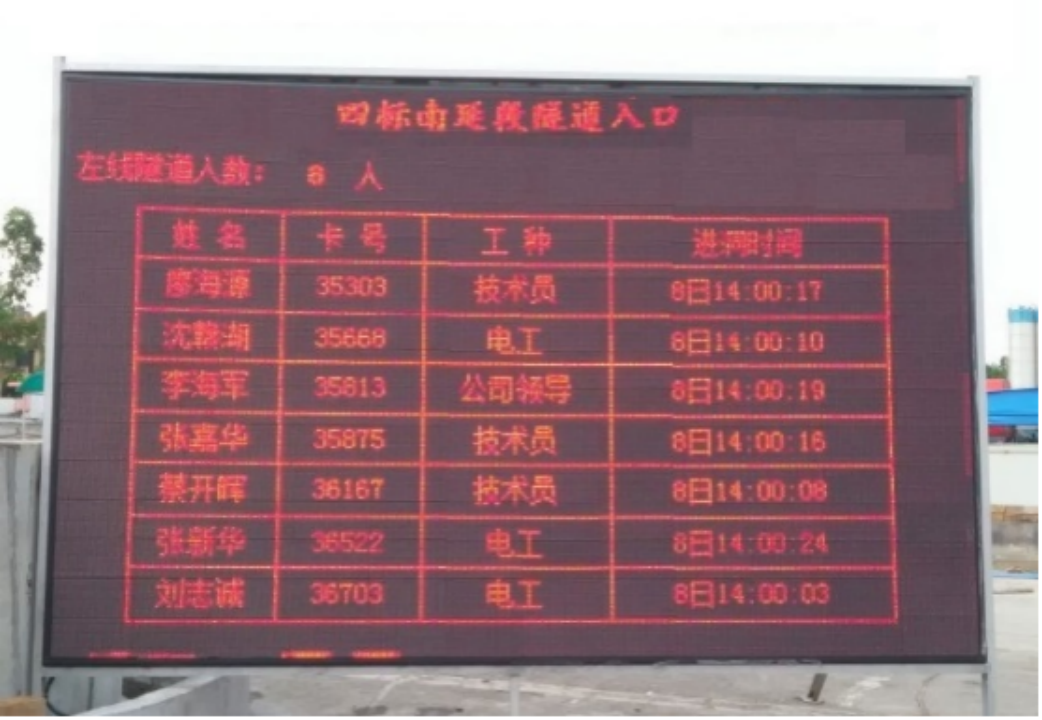 四标南延段隧道入口
左线隧道人数: 8 人
姓名 卡号 工种 进洞时间
廖海源 35303 技术员 8日14:00:17
沈赣湘 35668 电工 8日14:00:10
李海军 35813 公司领导 8日14:00:19
张嘉华 35875 技术员 8日14:00:16
蔡开晖 36167 技术员 8日14:00:08
张新华 36522 电工 8日14:00:24
刘志诚 36703 电工 8日14:00:03